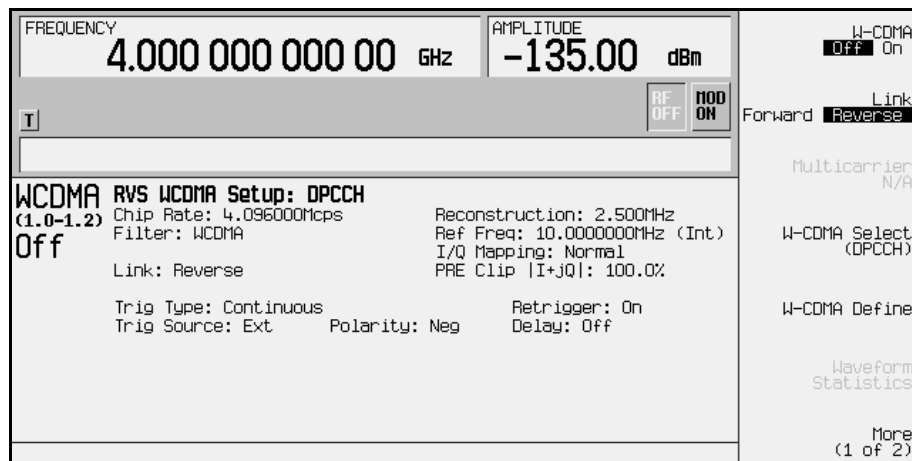 FREQUENCY
4.000 000 000 00 GHz
AMPLITUDE
-135.00 dBm
T
RF OFF
MOD ON
WCDMA
(1.0-1.2)
Off
RVS WCDMA Setup: DPCCH
Chip Rate: 4.096000Mcps
Reconstruction: 2.500MHz
Filter: WCDMA
Ref Freq: 10.0000000MHz (Int)
I/Q Mapping: Normal
Link: Reverse
PRE Clip |I+jQ|: 100.0%
Trig Type: Continuous
Retrigger: On
Trig Source: Ext
Polarity: Neg
Delay: Off
W-CDMA
Off On
Link
Forward Reverse
Multicarrier
N/A
W-CDMA Select
(DPCCH)
W-CDMA Define
Waveform
Statistics
More
(1 of 2)